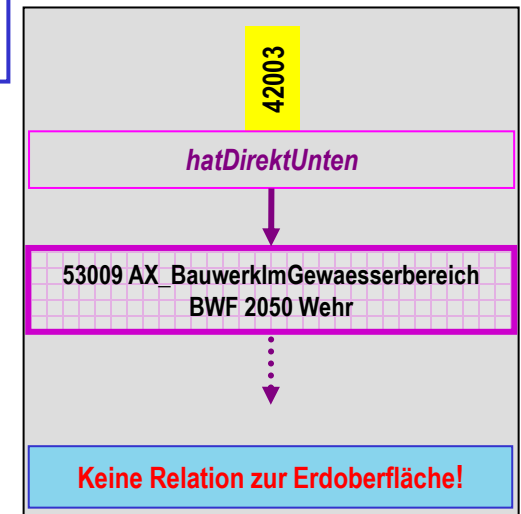 42003
hatDirektUnten
53009 AX_BauwerkImGewaesserbereich
BWF 2050 Wehr
Keine Relation zur Erdoberfläche!